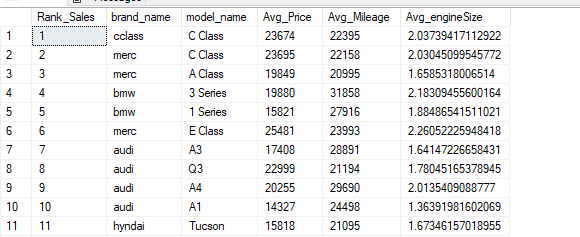 Messages
Rank_Sales brand_name model_name Avg_Price Avg_Mileage Avg_engineSize
1 1 cclass C Class 23674 22395 2.03739417112922
2 2 merc C Class 23695 22158 2.03045099545772
3 3 merc A Class 19849 20995 1.6585318006514
4 4 bmw 3 Series 19880 31858 2.18309455600164
5 5 bmw 1 Series 15821 27916 1.88486541511021
6 6 merc E Class 25481 23993 2.26052225948418
7 7 audi A3 17408 28891 1.64147226658431
8 8 audi Q3 22999 21194 1.78045165378945
9 9 audi A4 20255 29690 2.0135409088777
10 10 audi A1 14327 24498 1.36391981602069
11 11 hyndai Tucson 15818 21095 1.67346157018955